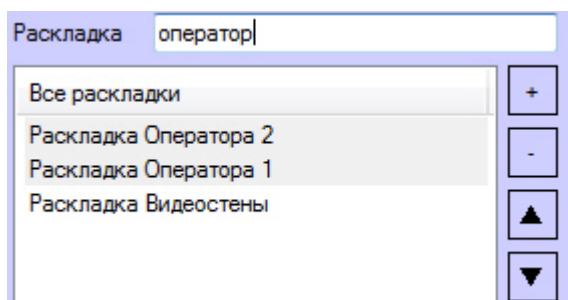 Раскладка оператор
Все раскладки +
Раскладка Оператора 2
Раскладка Оператора 1 -
Раскладка Видеостены ▲
▼